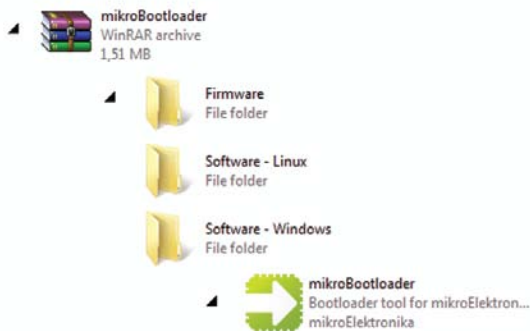 mikroBootloader
WinRAR archive
1,51 MB
Firmware
File folder
Software - Linux
File folder
Software - Windows
File folder
mikroBootloader
Bootloader tool for mikroElektron...
mikroElektronika